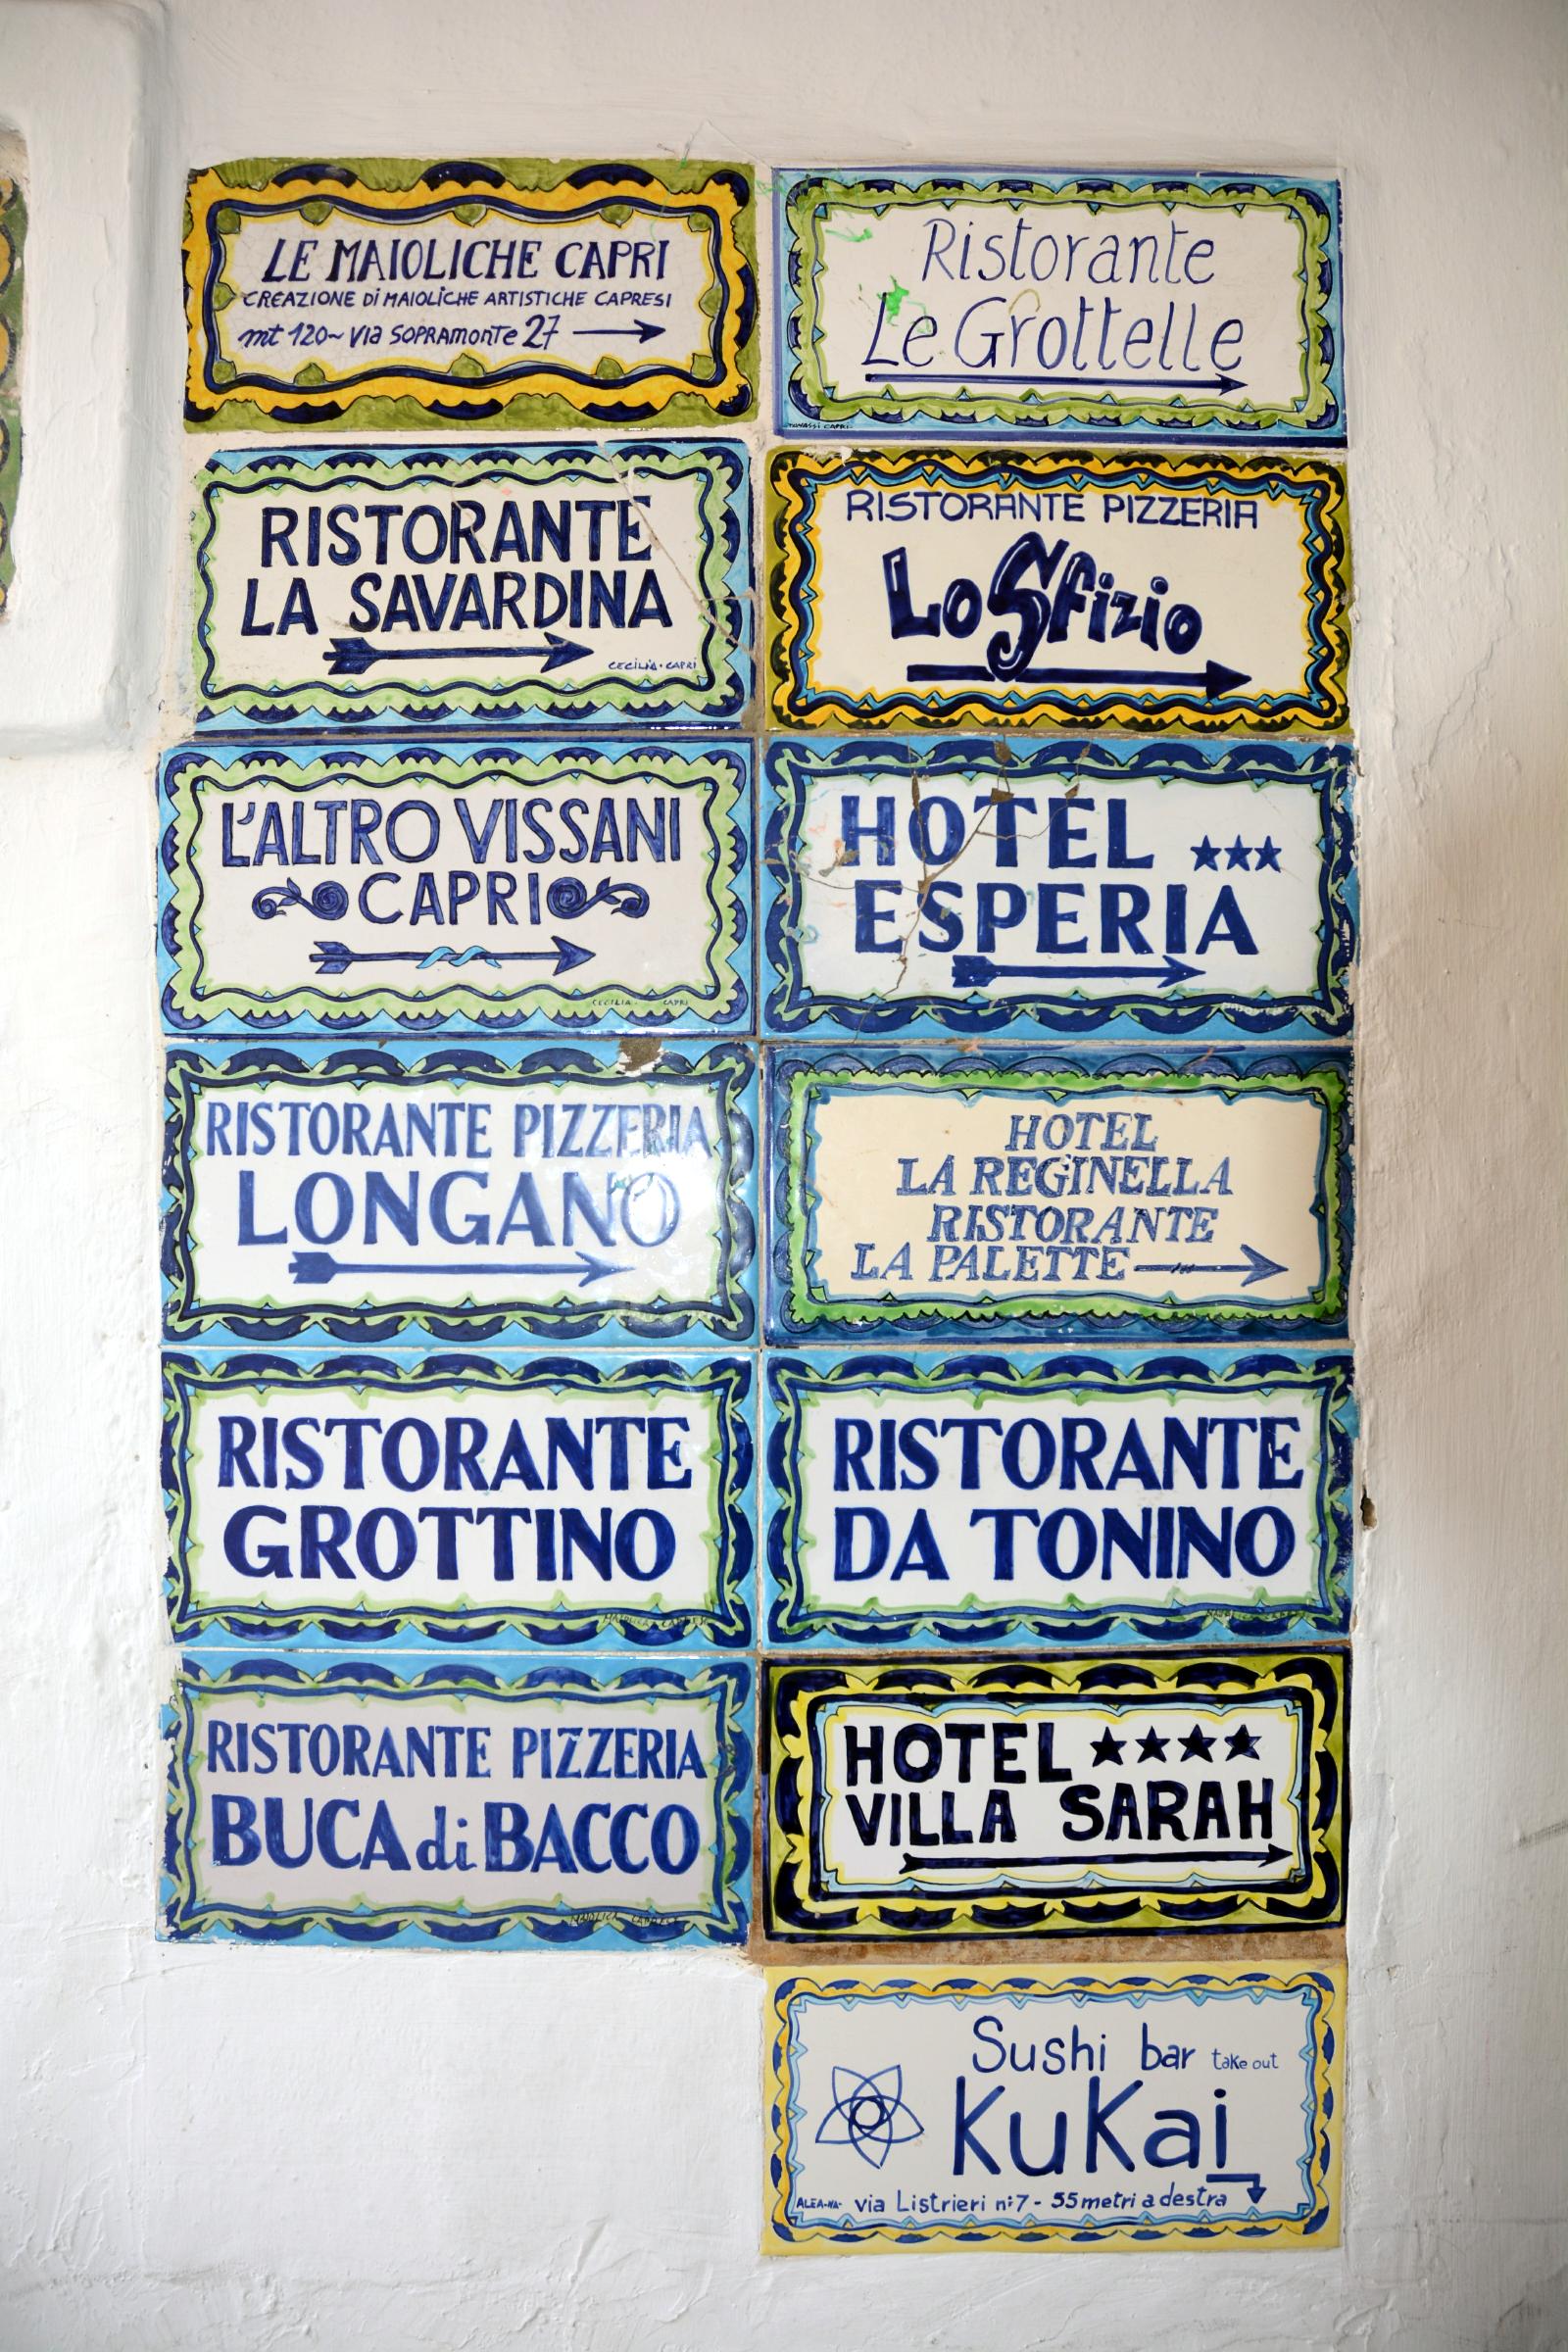 LE MAIOLICHE CAPRI
CREAZIONE Di MAIOLiCHE ARTISTICHE CAPRESI
mt 120~ Via SOPRAMonTe 27
Ristorante
Le Grottelle
TOMASSI CAPRI
RISTORANTE
LA SAVARDINA
CECILIA · CAPRI
RISTORANTE PIZZERIA
Lo Sfizio
L'ALTRO VISSANI
CAPRI
CECILIA CAPRI
HOTEL ★★★
ESPERIA
RISTORANTE PIZZERIA
LONGANO
HOTEL
LA REGINELLA
RISTORANTE
LA PALETTE
RISTORANTE
GROTTINO
RISTORANTE
DA TONINO
RISTORANTE PIZZERIA
BUCA di BACCO
HOTEL ★★★★
VILLA SARAH
Sushi bar take out
KuKai
via Listrieri n: 7 - 55 metri a destra